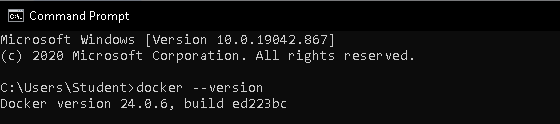 Command Prompt
Microsoft Windows [Version 10.0.19042.867]
(c) 2020 Microsoft Corporation. All rights reserved.
C:\Users\Student>docker --version
Docker version 24.0.6, build ed223bc